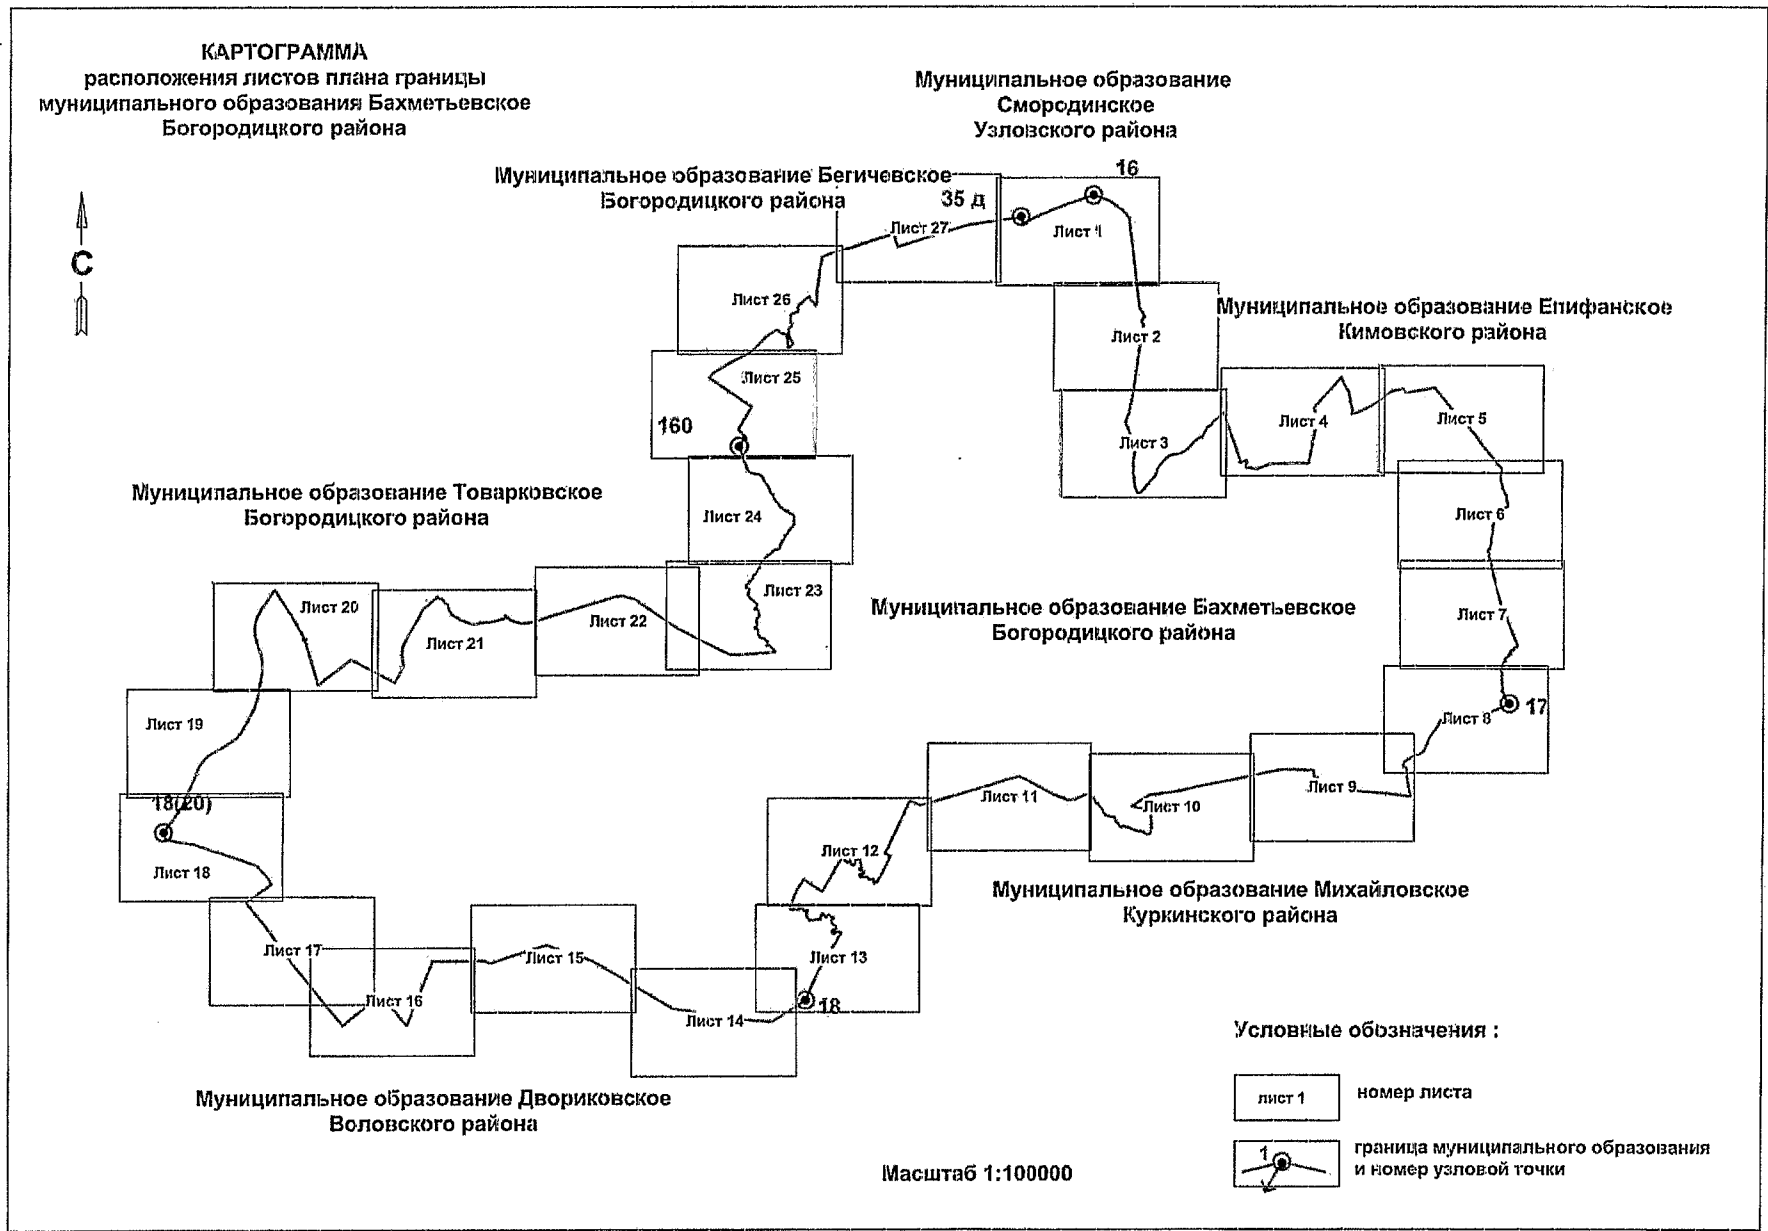 КАРТОГРАММА
расположения листов плана границы
муниципального образования Бахметьевское
Богородицкого района
Муниципальное образование
Смородинское
Узловского района
Муниципальное образование Бегичевское
Богородицкого района
16
35 д
Лист 27
Лист 1
С
Лист 26
Муниципальное образование Епифанское
Кимовского района
Лист 2
Лист 25
160
Лист 3
Лист 4
Лист 5
Муниципальное образование Товарковское
Богородицкого района
Лист 24
Лист 6
Лист 20
Лист 21
Лист 22
Лист 23
Муниципальное образование Бахметьевское
Богородицкого района
Лист 7
Лист 19
Лист 8
17
18(20)
Лист 11
Лист 10
Лист 9
Лист 18
Лист 12
Муниципальное образование Михайловское
Куркинского района
Лист 17
Лист 16
Лист 15
Лист 14
Лист 13
18
Муниципальное образование Двориковское
Воловского района
Условные обозначения :
лист 1
номер листа
1
граница муниципального образования
и номер узловой точки
Масштаб 1:100000